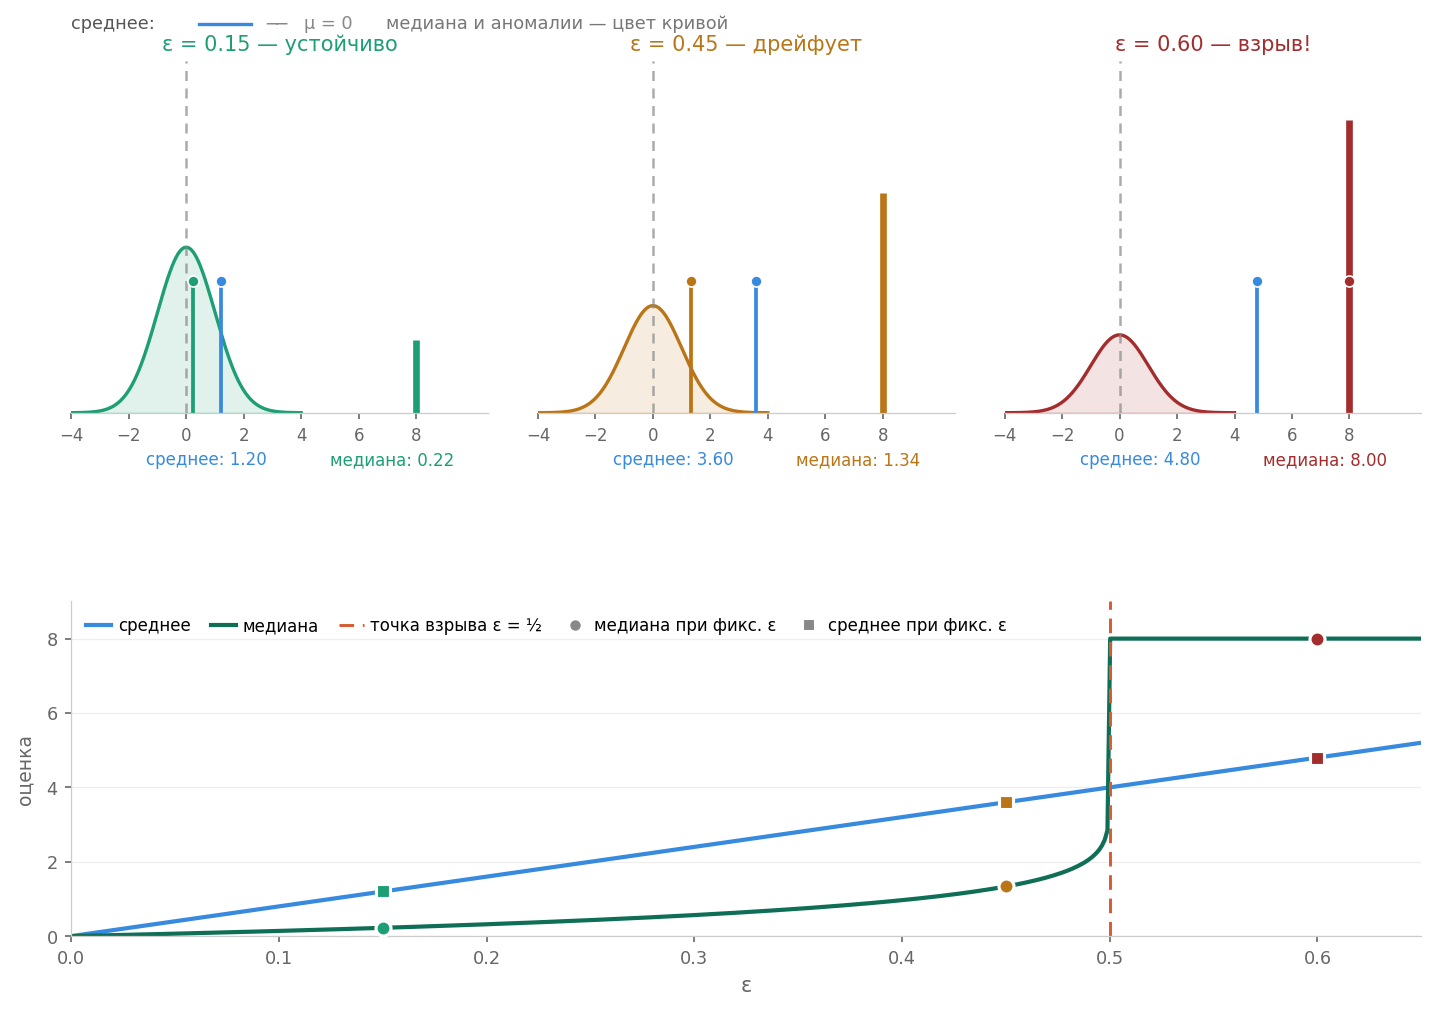 среднее: — μ = 0 медиана и аномалии — цвет кривой
ε = 0.15 — устойчиво
ε = 0.45 — дрейфует
ε = 0.60 — взрыв!
−4 −2 0 2 4 6 8
−4 −2 0 2 4 6 8
−4 −2 0 2 4 6 8
среднее: 1.20 медиана: 0.22
среднее: 3.60 медиана: 1.34
среднее: 4.80 медиана: 8.00
среднее медиана точка взрыва ε = ½ медиана при фикс. ε среднее при фикс. ε
8
6
4
2
0
оценка
0.0 0.1 0.2 0.3 0.4 0.5 0.6
ε